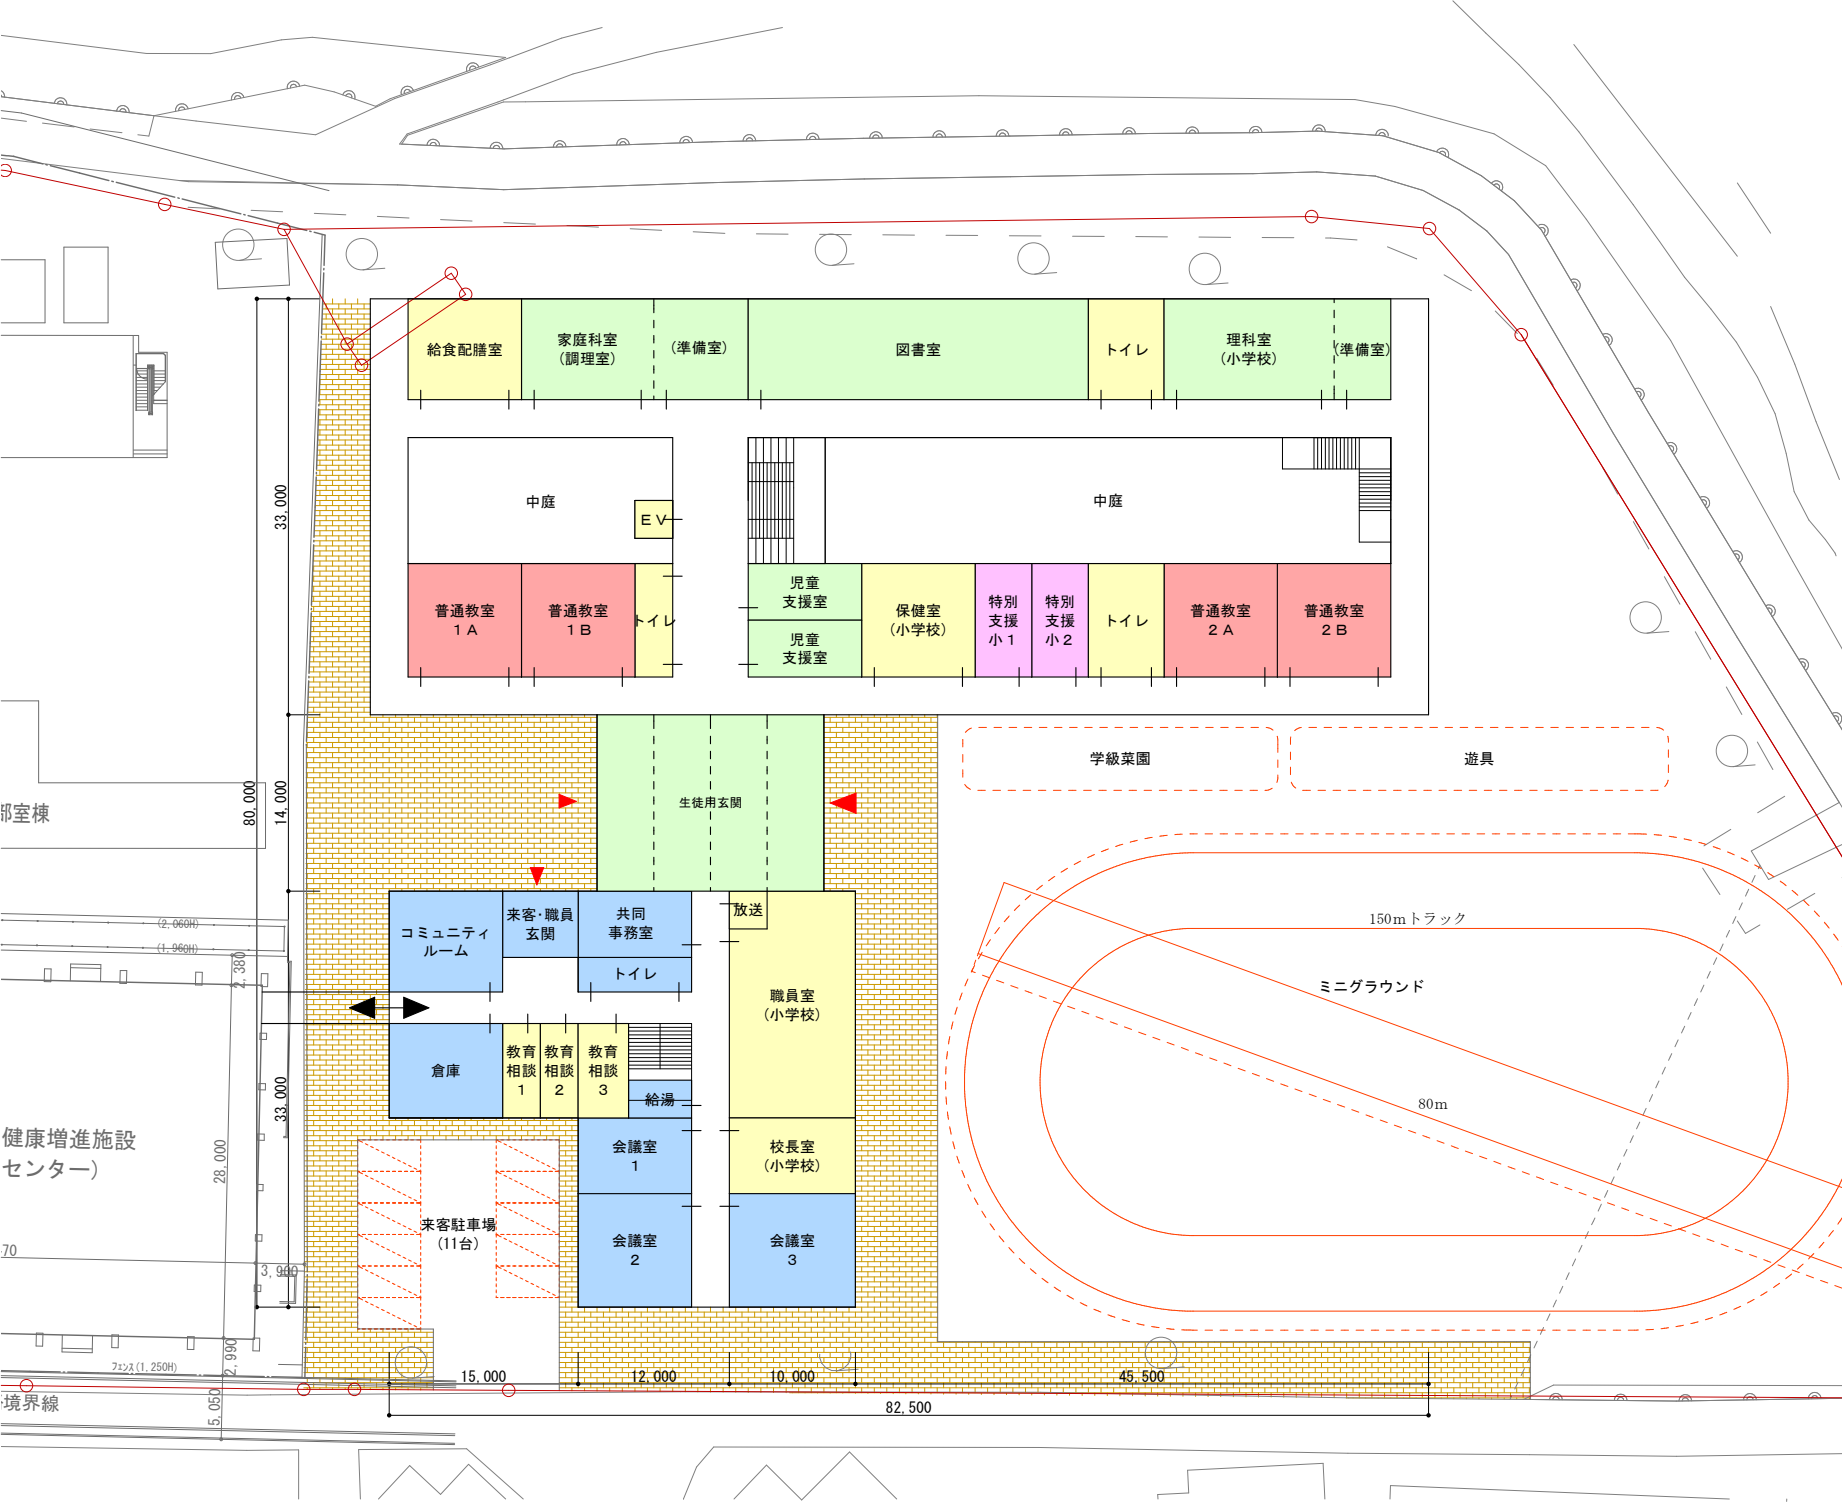 給食配膳室
家庭科室
（調理室）
（準備室）
図書室
トイレ
理科室
（小学校）
（準備室）
中庭
ＥＶ
中庭
33,000
普通教室
１Ａ
普通教室
１Ｂ
トイレ
児童
支援室
児童
支援室
保健室
（小学校）
特別
支援
小１
特別
支援
小２
トイレ
普通教室
２Ａ
普通教室
２Ｂ
学級菜園
遊具
80,000
14,000
部室棟
生徒用玄関
コミュニティ
ルーム
来客・職員
玄関
共同
事務室
トイレ
放送
職員室
（小学校）
150mトラック
ミニグラウンド
80m
(2,060H)
(1,960H)
2,380
倉庫
教育
相談
1
教育
相談
2
教育
相談
3
給湯
33,000
健康増進施設
センター）
28,000
会議室
1
校長室
（小学校）
来客駐車場
（11台）
会議室
2
会議室
3
70
3,900
2,990
フェンス(1,250H)
5,050
境界線
15,000
12,000
10,000
45,500
82,500